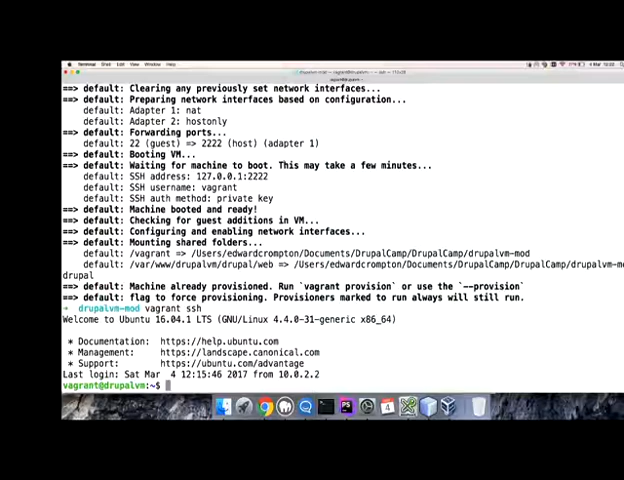 Terminal Shell Edit View Window Help
==> default: Clearing any previously set network interfaces...
==> default: Preparing network interfaces based on configuration...
default: Adapter 1: nat
default: Adapter 2: hostonly
==> default: Forwarding ports...
default: 22 (guest) => 2222 (host) (adapter 1)
==> default: Booting VM...
==> default: Waiting for machine to boot. This may take a few minutes...
default: SSH address: 127.0.0.1:2222
default: SSH username: vagrant
default: SSH auth method: private key
==> default: Machine booted and ready!
==> default: Checking for guest additions in VM...
==> default: Configuring and enabling network interfaces...
==> default: Mounting shared folders...
default: /vagrant => /Users/edwardcrompton/Documents/DrupalCamp/DrupalCamp/drupalvm-mod
default: /var/www/drupalvm/drupal/web => /Users/edwardcrompton/Documents/DrupalCamp/DrupalCamp/drupalvm-mo
drupal
==> default: Machine already provisioned. Run `vagrant provision` or use the `--provision`
==> default: flag to force provisioning. Provisioners marked to run always will still run.
→ drupalvm-mod vagrant ssh
Welcome to Ubuntu 16.04.1 LTS (GNU/Linux 4.4.0-31-generic x86_64)
* Documentation: https://help.ubuntu.com
* Management: https://landscape.canonical.com
* Support: https://ubuntu.com/advantage
Last login: Sat Mar 4 12:15:46 2017 from 10.0.2.2
vagrant@drupalvm:~$
PS
4